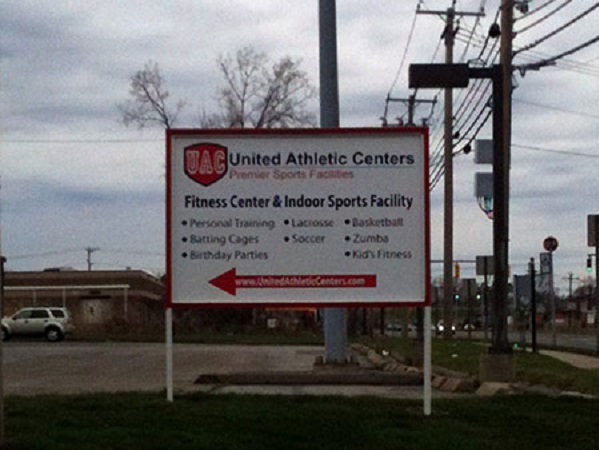 UAC United Athletic Centers
Premier Sports Facilities
Fitness Center & Indoor Sports Facility
• Personal Training • Lacrosse • Basketball
• Batting Cages • Soccer • Zumba
• Birthday Parties • Kid's Fitness
www.UnitedAthleticCenters.com